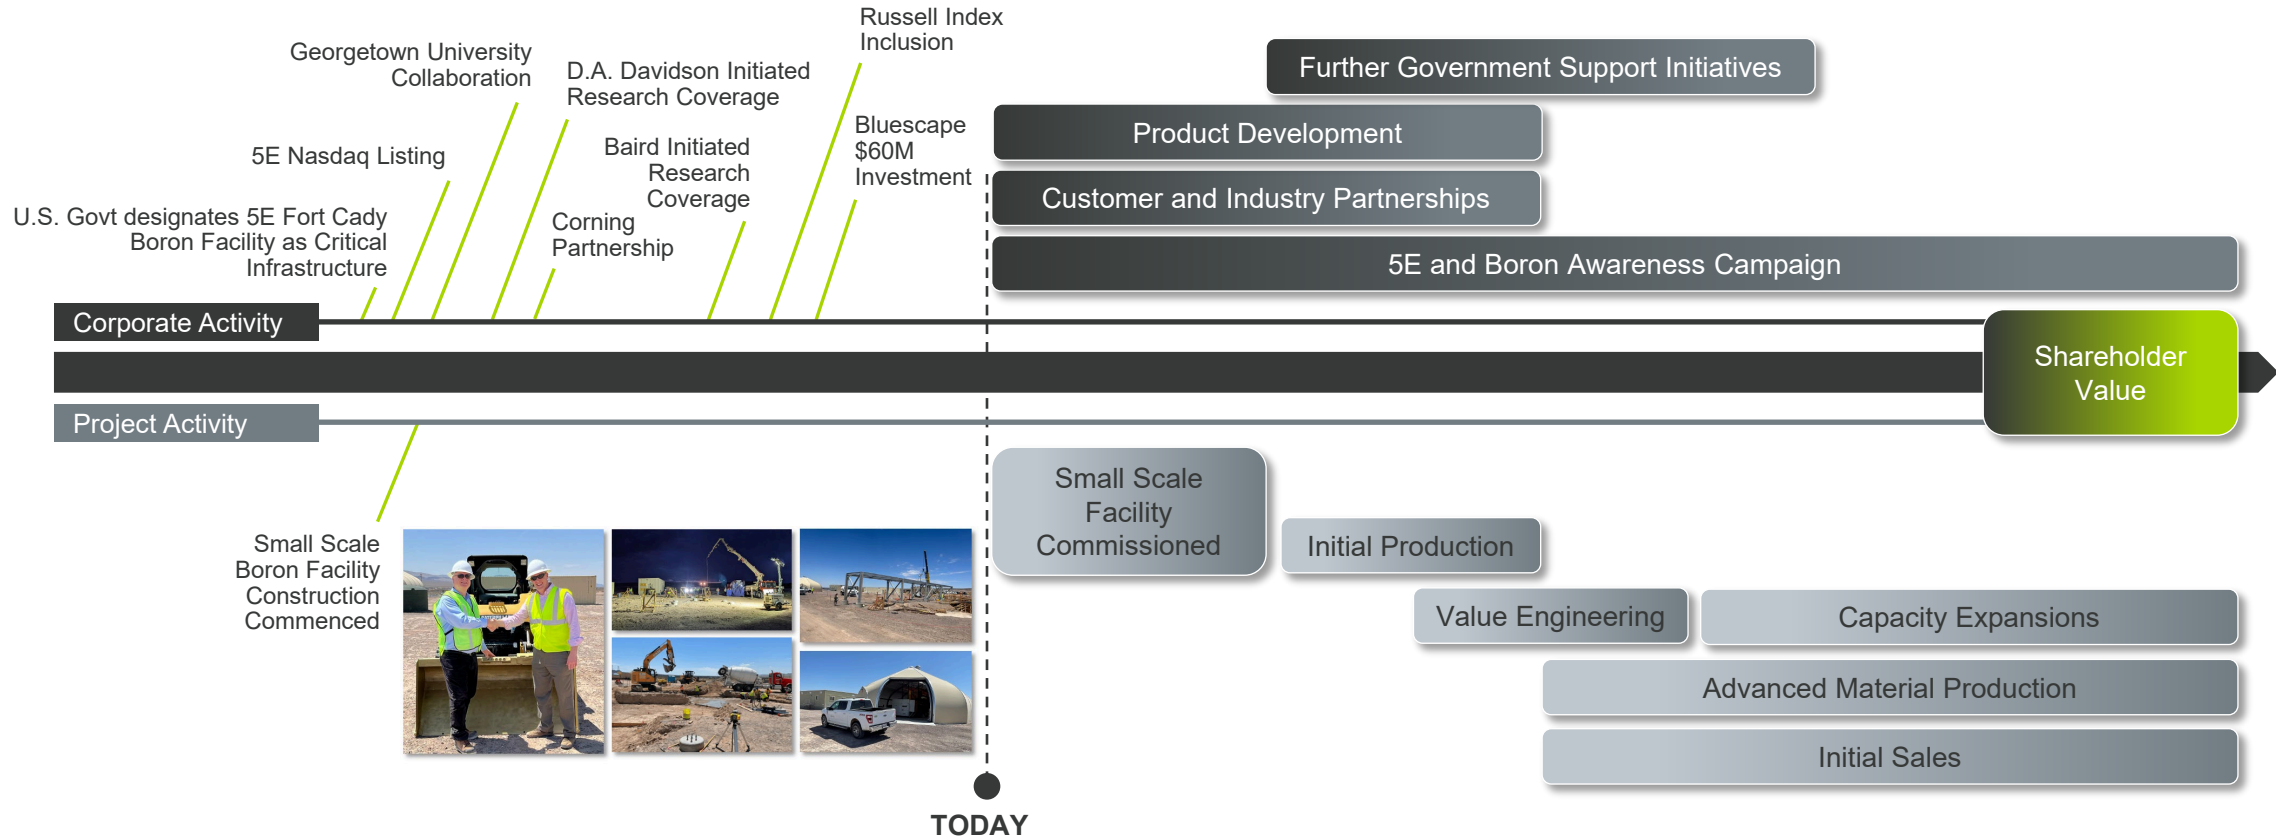 Russell Index
Inclusion
Georgetown University
Collaboration
D.A. Davidson Initiated
Research Coverage
Further Government Support Initiatives
Bluescape
$60M
Investment
Product Development
5E Nasdaq Listing
Baird Initiated
Research
Coverage
Customer and Industry Partnerships
U.S. Govt designates 5E Fort Cady
Boron Facility as Critical
Infrastructure
Corning
Partnership
5E and Boron Awareness Campaign
Corporate Activity
Shareholder
Value
Project Activity
Small Scale
Facility
Commissioned
Small Scale
Boron Facility
Construction
Commenced
Initial Production
Value Engineering
Capacity Expansions
Advanced Material Production
Initial Sales
TODAY